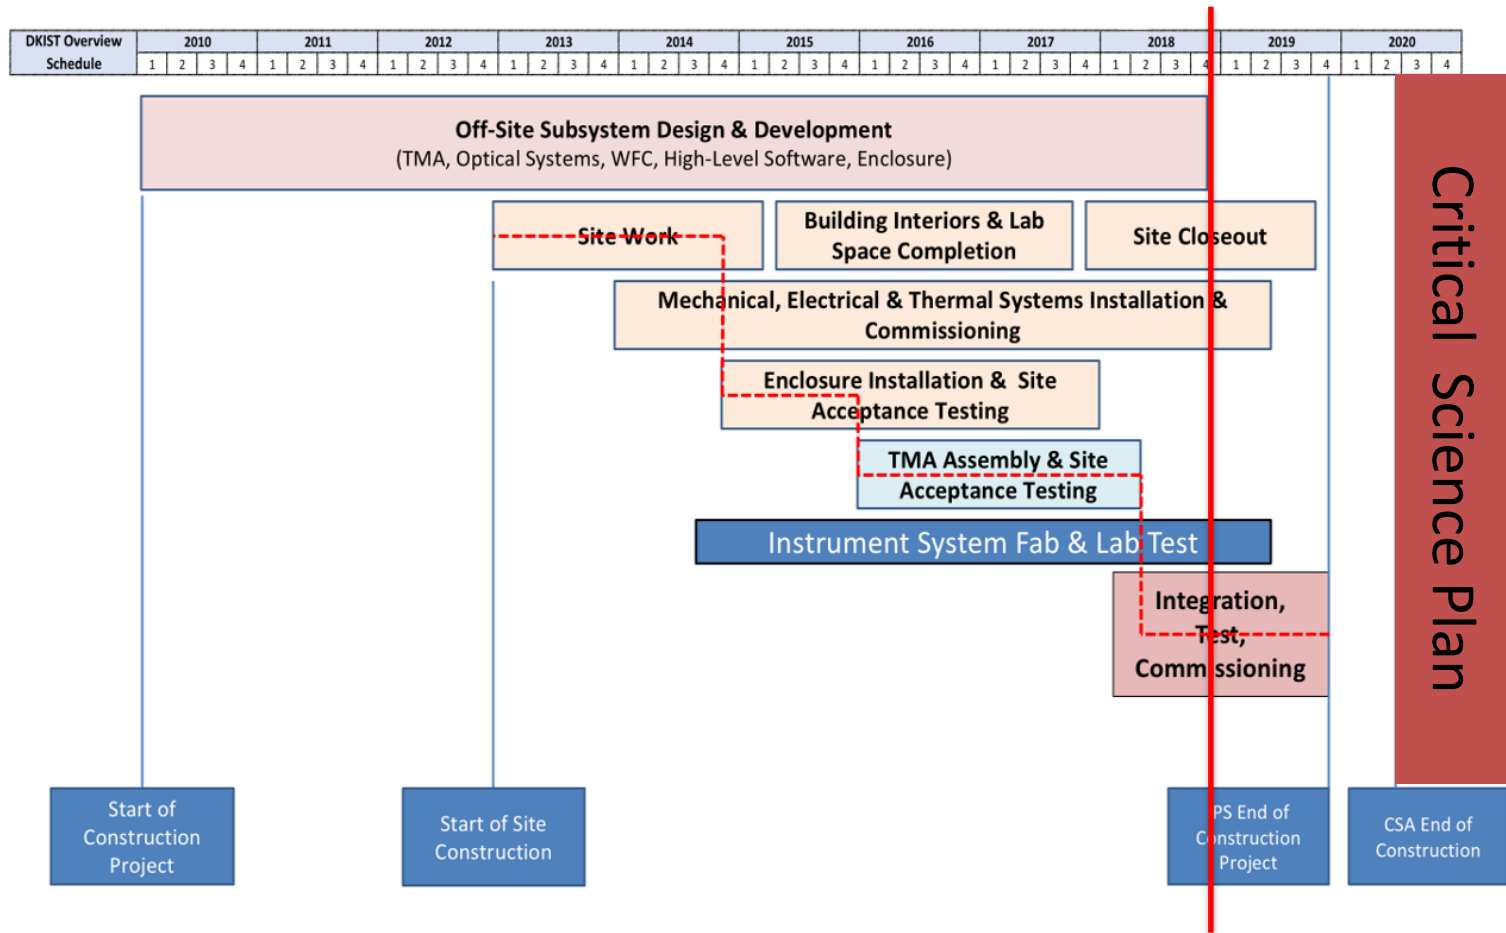 DKIST Overview Schedule
2010 2011 2012 2013 2014 2015 2016 2017 2018 2019 2020
1 2 3 4 1 2 3 4 1 2 3 4 1 2 3 4 1 2 3 4 1 2 3 4 1 2 3 4 1 2 3 4 1 2 3 4 1 2 3 4 1 2 3 4
Off-Site Subsystem Design & Development
(TMA, Optical Systems, WFC, High-Level Software, Enclosure)
Site Work
Building Interiors & Lab
Space Completion
Site Closeout
Mechanical, Electrical & Thermal Systems Installation &
Commissioning
Enclosure Installation & Site
Acceptance Testing
TMA Assembly & Site
Acceptance Testing
Instrument System Fab & Lab Test
Integration,
Test,
Commissioning
Critical Science Plan
Start of
Construction
Project
Start of Site
Construction
PS End of
Construction
Project
CSA End of
Construction